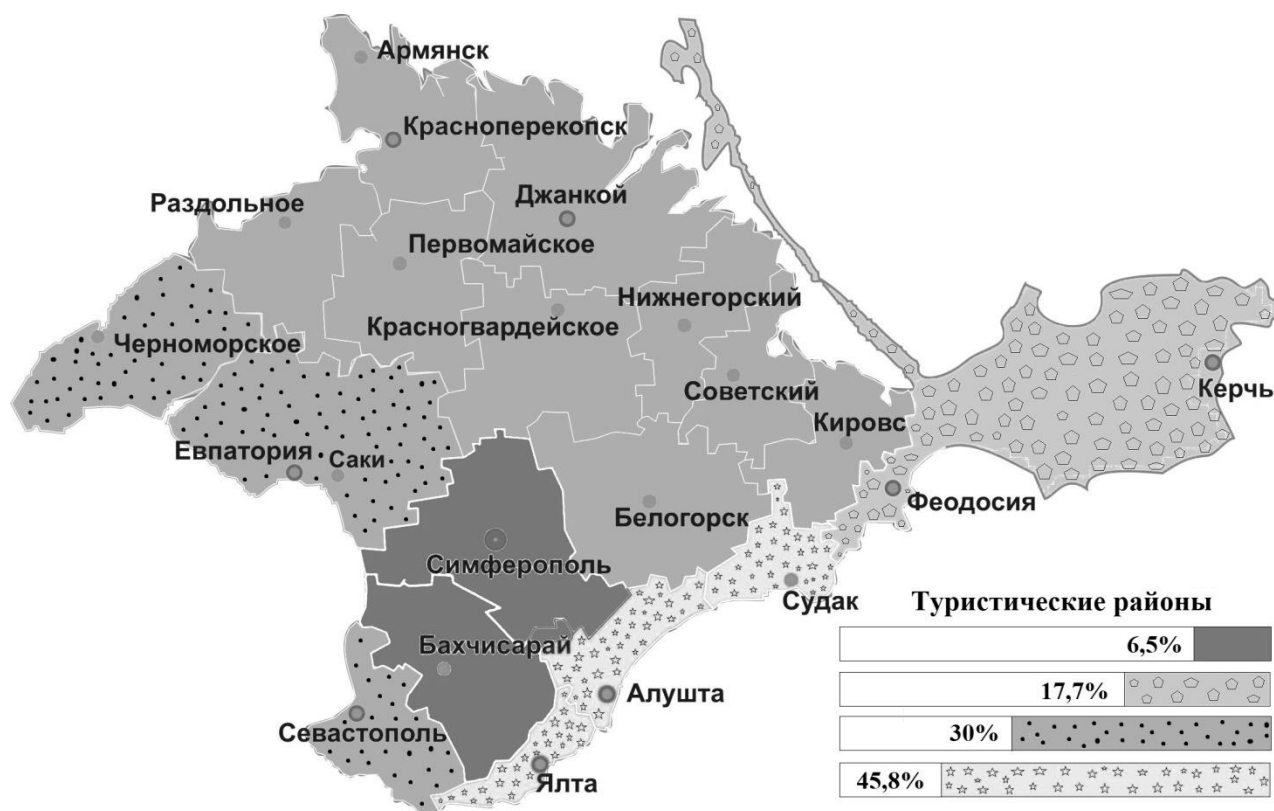 Армянск
Красноперекопск
Раздольное
Джанкой
Первомайское
Нижнегорский
Красногвардейское
Черноморское
Советский
Керчь
Кировс
Евпатория
Саки
Феодосия
Белогорск
Симферополь
Судак
Туристические районы
6,5%
Бахчисарай
17,7%
Алушта
Севастополь
30%
Ялта
45,8%